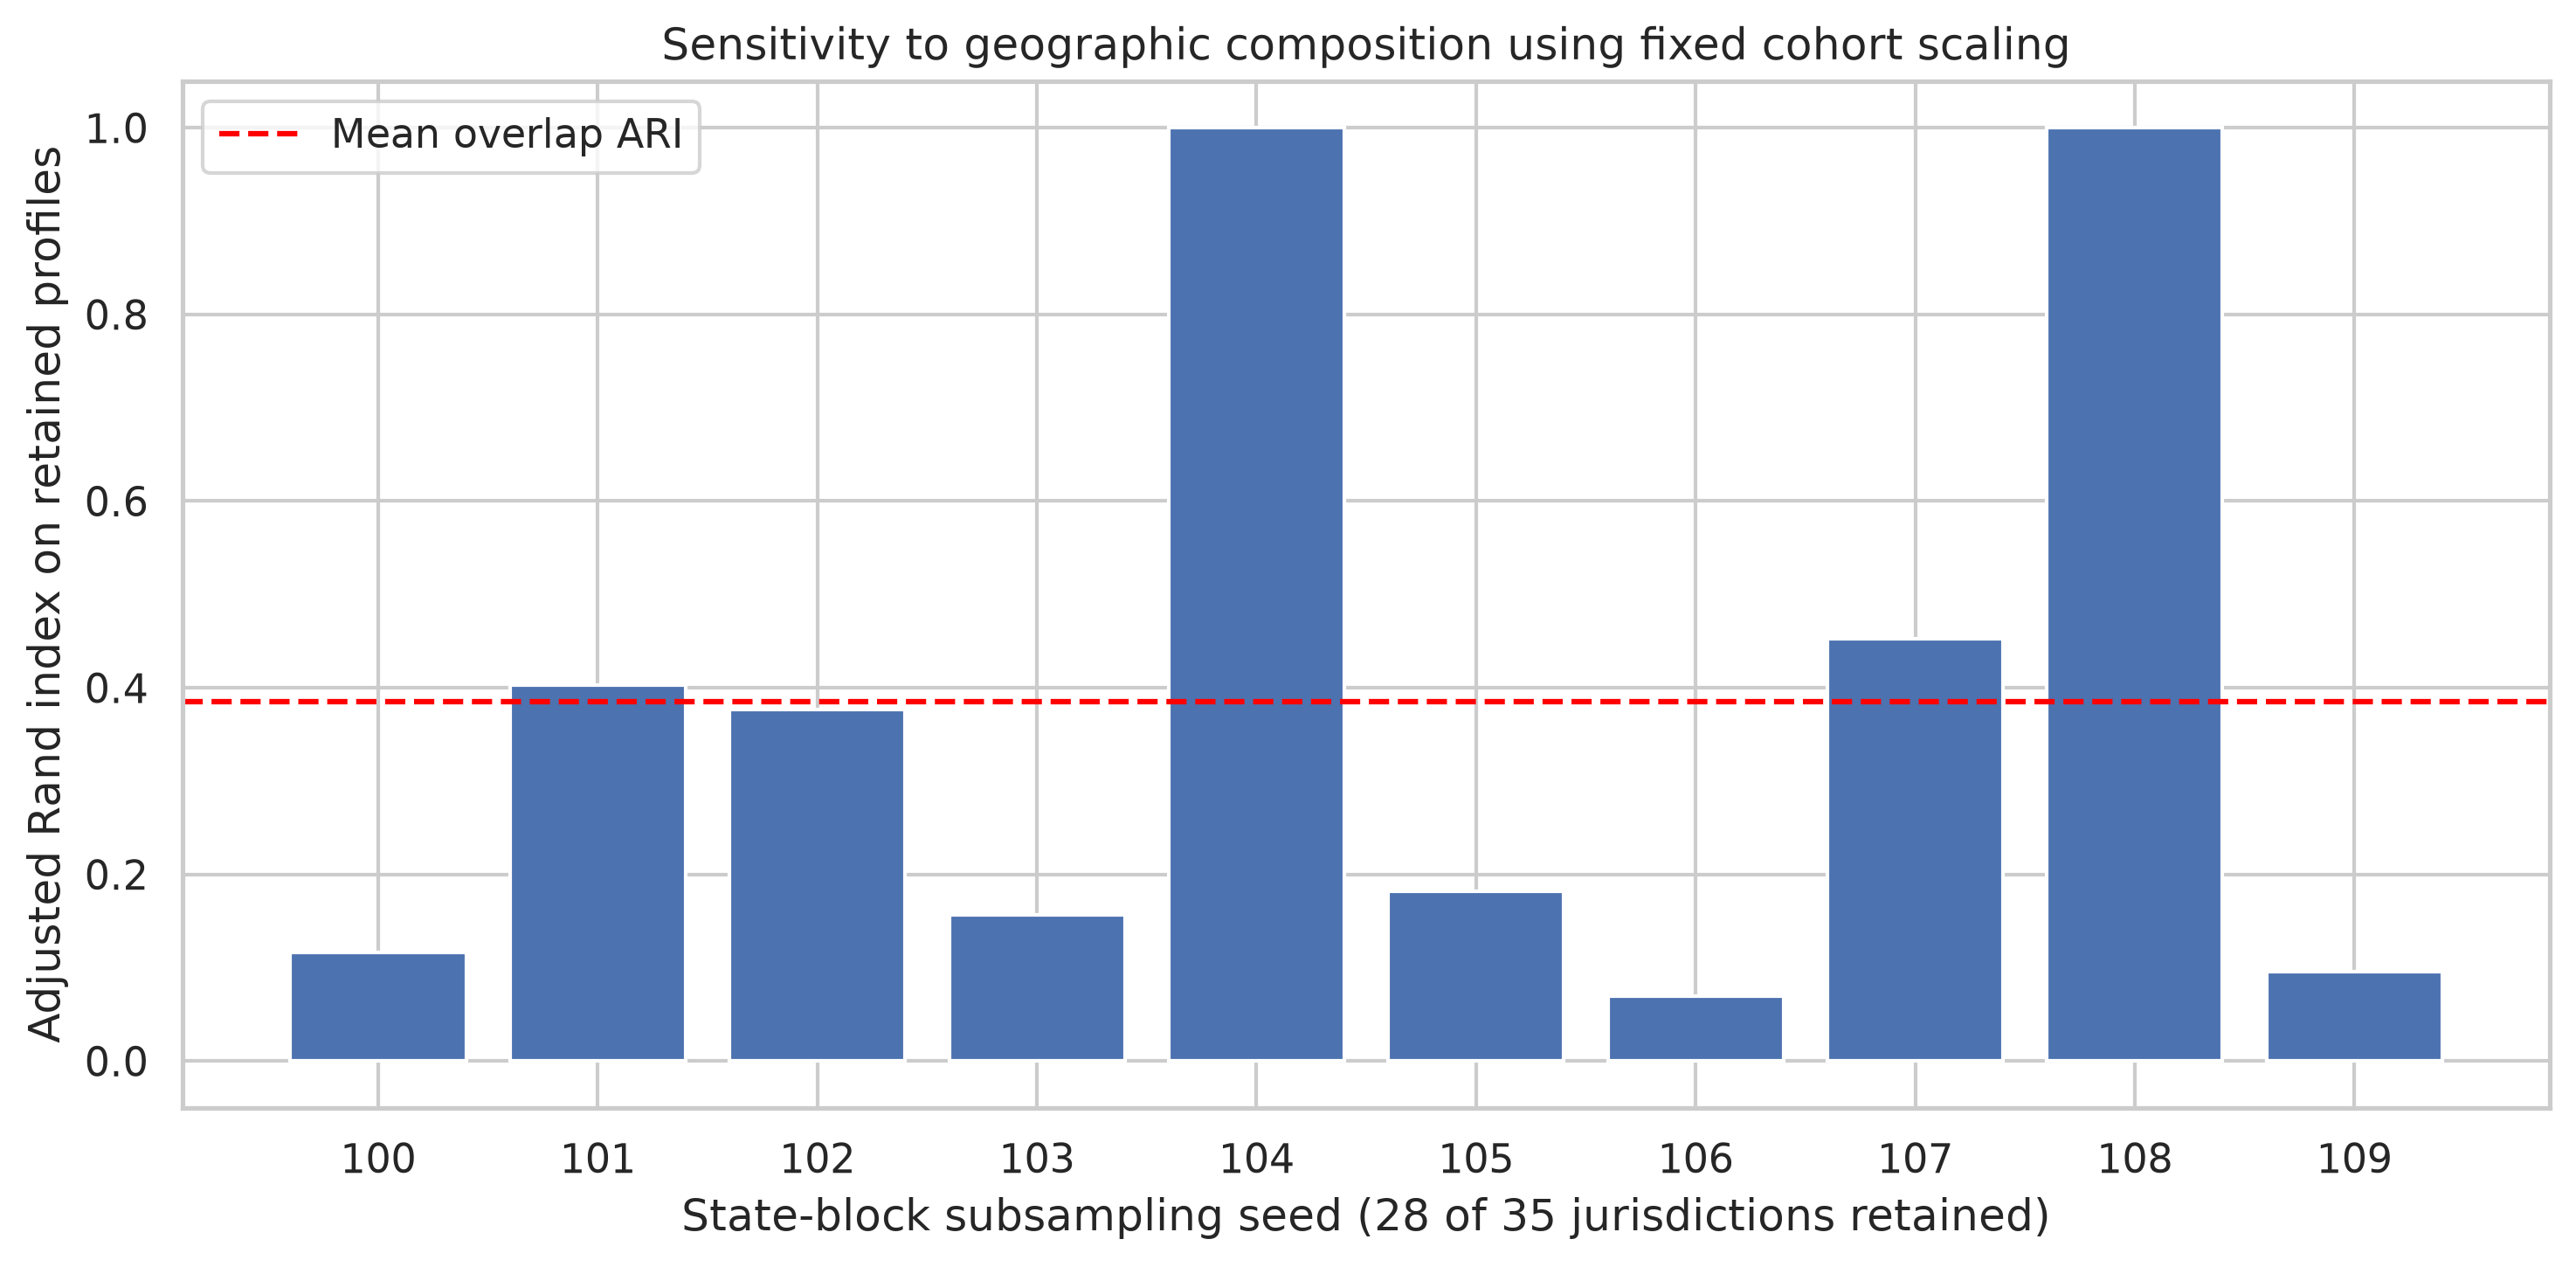 Sensitivity to geographic composition using fixed cohort scaling
Mean overlap ARI
Adjusted Rand index on retained profiles
1.0
0.8
0.6
0.4
0.2
0.0
100 101 102 103 104 105 106 107 108 109
State-block subsampling seed (28 of 35 jurisdictions retained)